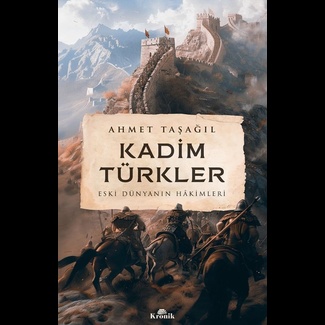 AHMET TAŞAĞIL
KADİM
TÜRKLER
ESKİ DÜNYANIN HÂKİMLERİ
Kronik